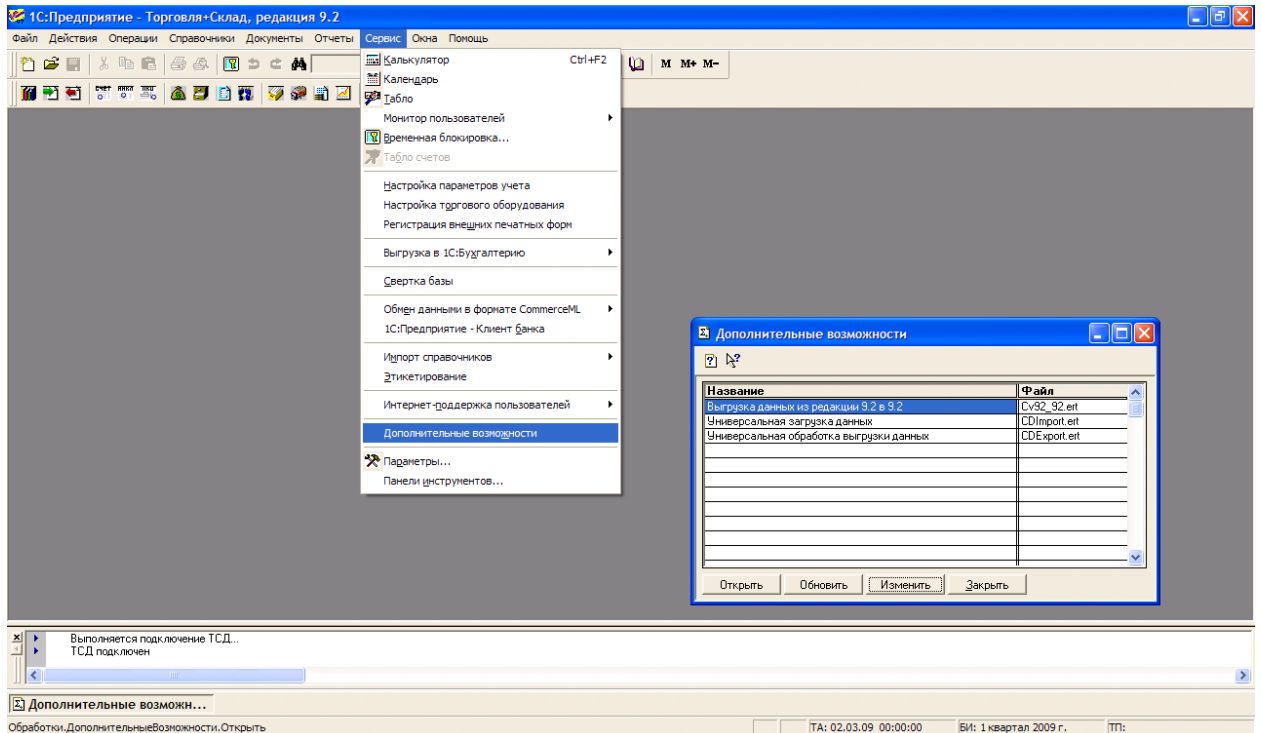 1С:Предприятие - Торговля+Склад, редакция 9.2
Файл Действия Операции Справочники Документы Отчеты Сервис Окна Помощь
M M+ M-
Калькулятор Ctrl+F2
Календарь
Табло
Монитор пользователей
Временная блокировка...
Табло счетов
Настройка параметров учета
Настройка торгового оборудования
Регистрация внешних печатных форм
Выгрузка в 1С:Бухгалтерию
Свертка базы
Обмен данными в формате CommerceML
1С:Предприятие - Клиент банка
Импорт справочников
Этикетирование
Интернет-поддержка пользователей
Дополнительные возможности
Параметры...
Панели инструментов...
Дополнительные возможности
Название Файл
Выгрузка данных из редакции 9.2 в 9.2 Cv92_92.ert
Универсальная загрузка данных CDImport.ert
Универсальная обработка выгрузки данных CDExport.ert
Открыть Обновить Изменить Закрыть
Выполняется подключение ТСД...
ТСД подключен
Дополнительные возможн...
Обработки.ДополнительныеВозможности.Открыть ТА: 02.03.09 00:00:00 БИ: 1 квартал 2009 г. ТП: